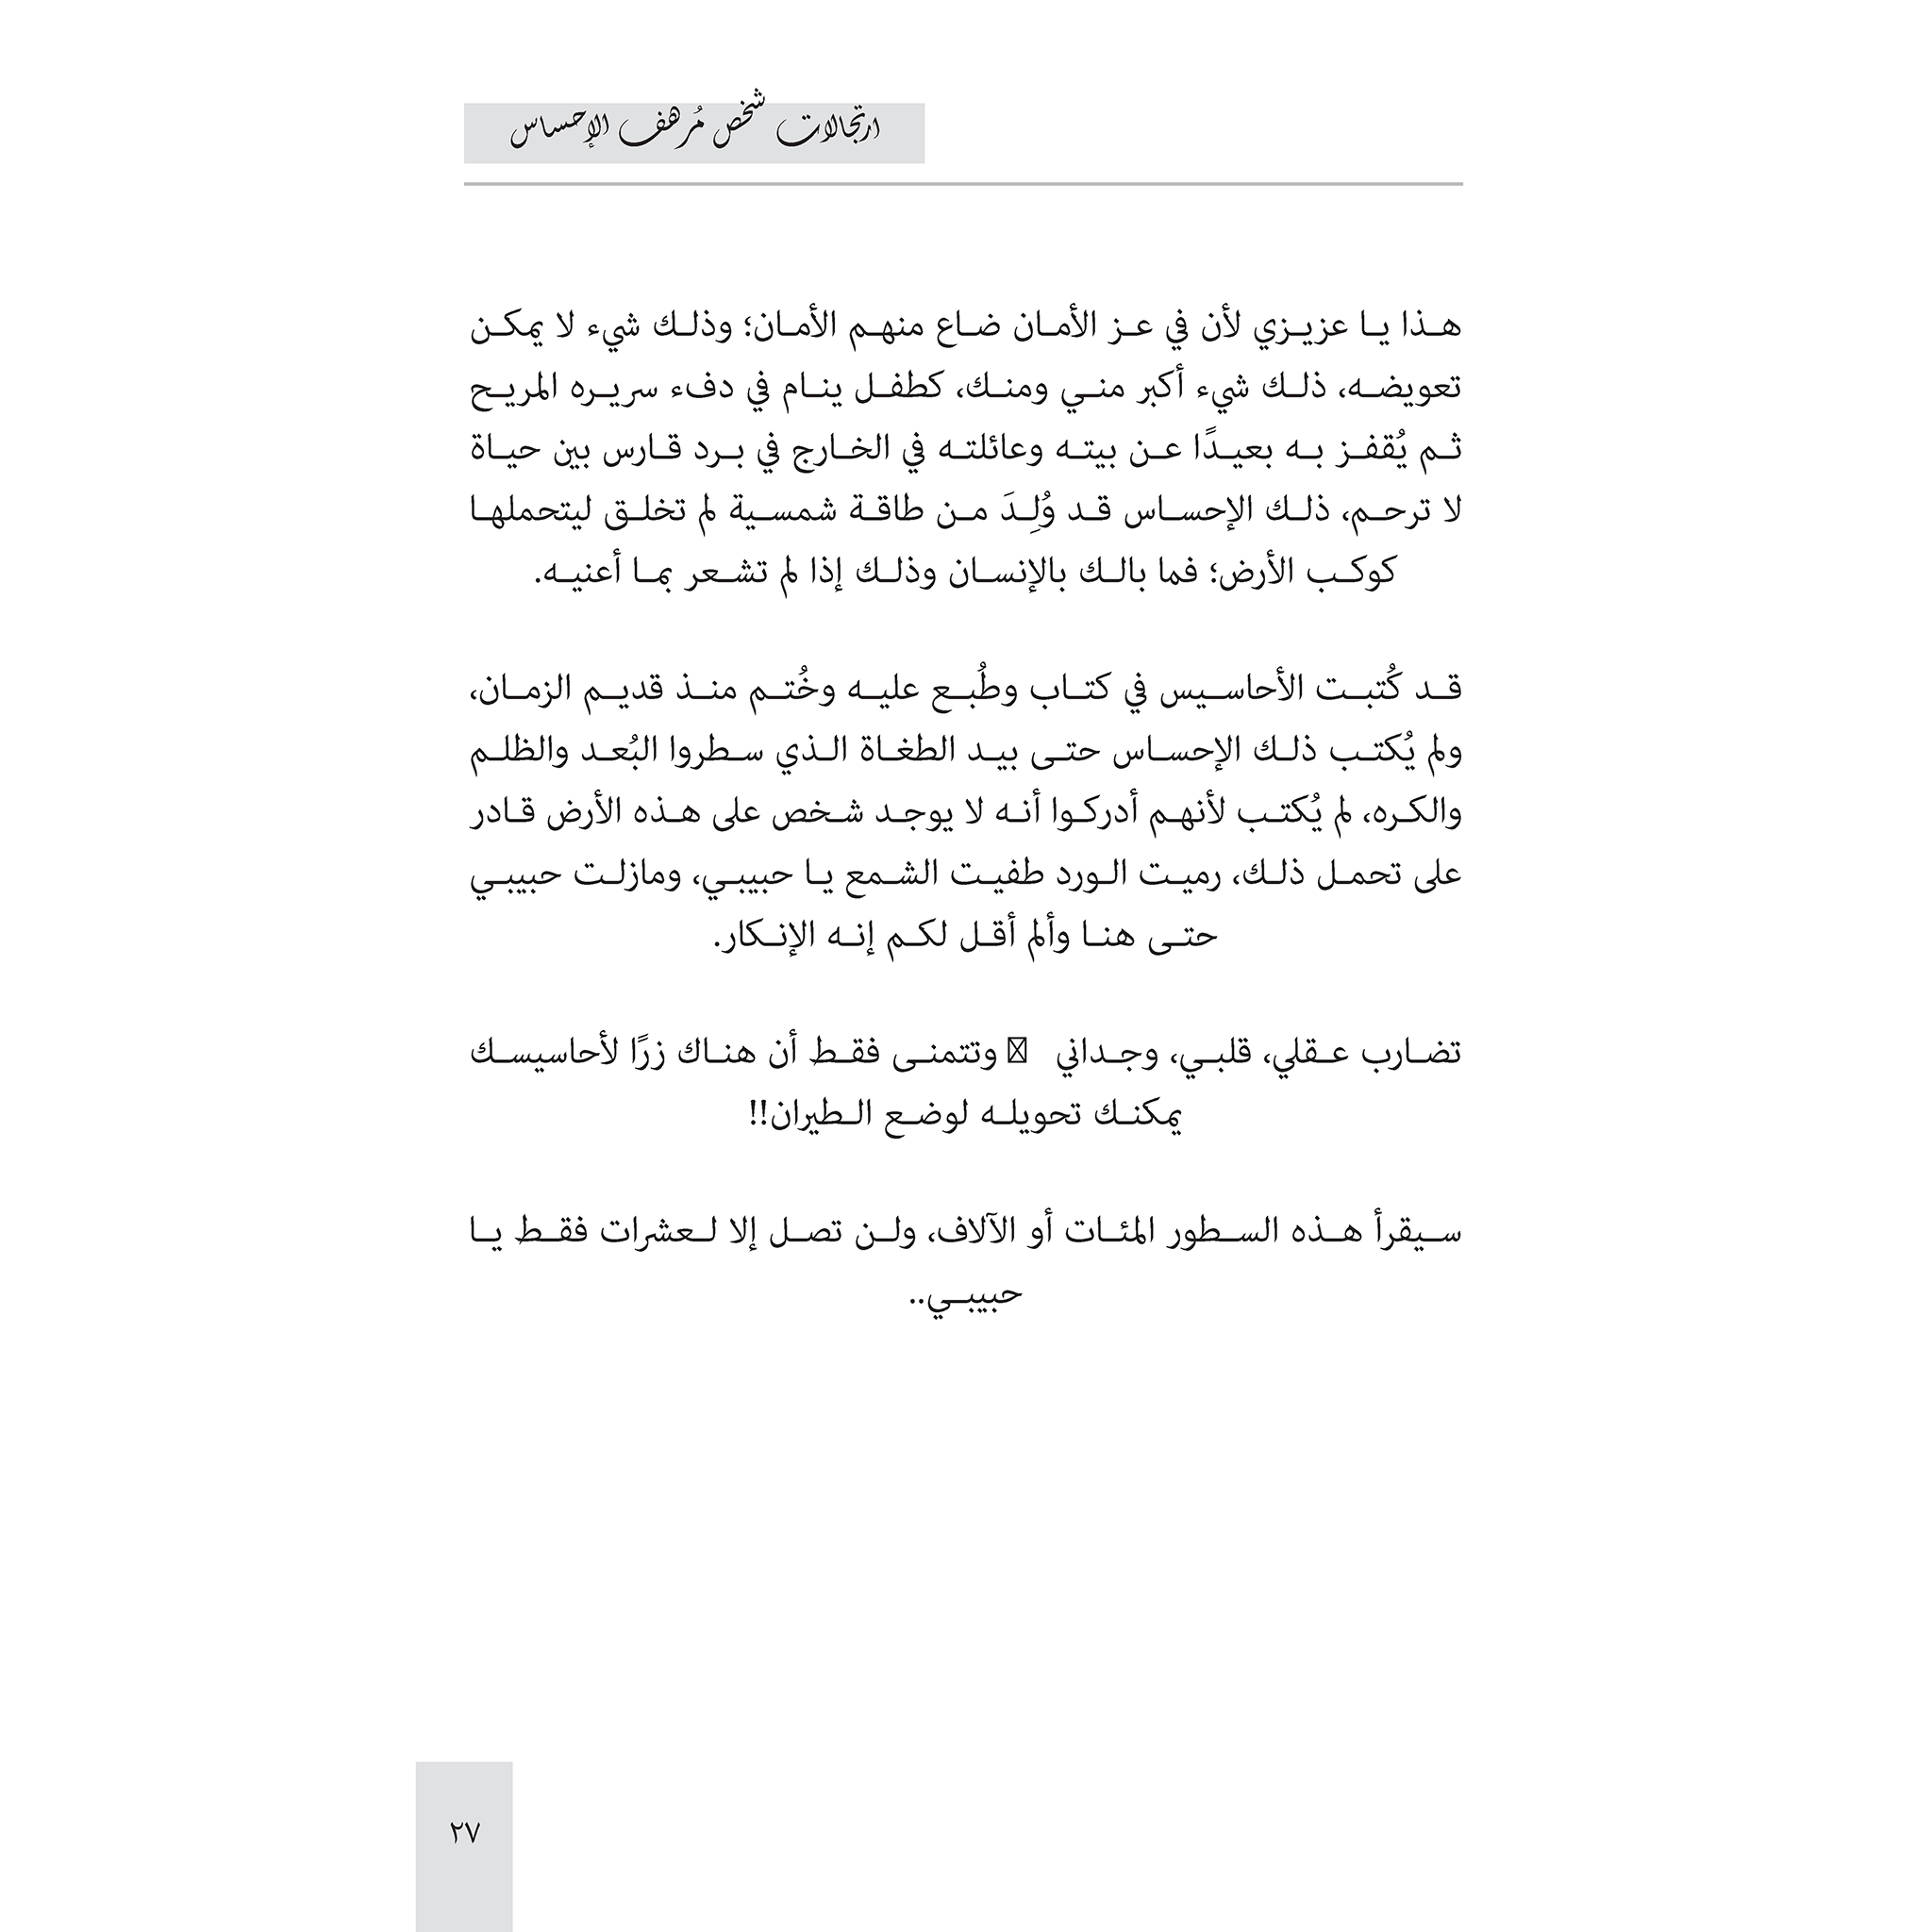 ارتجالات شخص مُرهف الإحساس
هذا يا عزيزي لأن في عز الأمان ضاع منهم الأمان؛ وذلك شيء لا يمكن
تعويضه، ذلك شيء أكبر مني ومنك، كطفل ينام في دفء سريره المريح
ثم يُقفز به بعيدًا عن بيته وعائلته في الخارج في برد قارس بين حياة
لا ترحم، ذلك الإحساس قد وُلِدَ من طاقة شمسية لم تخلق ليتحملها
كوكب الأرض؛ فما بالك بالإنسان وذلك إذا لم تشعر بما أعنيه.
قد كُتبت الأحاسيس في كتاب وطُبع عليه وخُتم منذ قديم الزمان،
ولم يُكتب ذلك الإحساس حتى بيد الطغاة الذي سطروا البُعد والظلم
والكره، لم يُكتب لأنهم أدركوا أنه لا يوجد شخص على هذه الأرض قادر
على تحمل ذلك، رميت الورد طفيت الشمع يا حبيبي، ومازلت حبيبي
حتى هنا وألم أقل لكم إنه الإنكار.
تضارب عقلي، قلبي، وجداني وتتمنى فقط أن هناك زرًا لأحاسيسك
يمكنك تحويله لوضع الطيران!!
سيقرأ هذه السطور المئات أو الآلاف، ولن تصل إلا لعشرات فقط يا
حبيبي..
٢٧